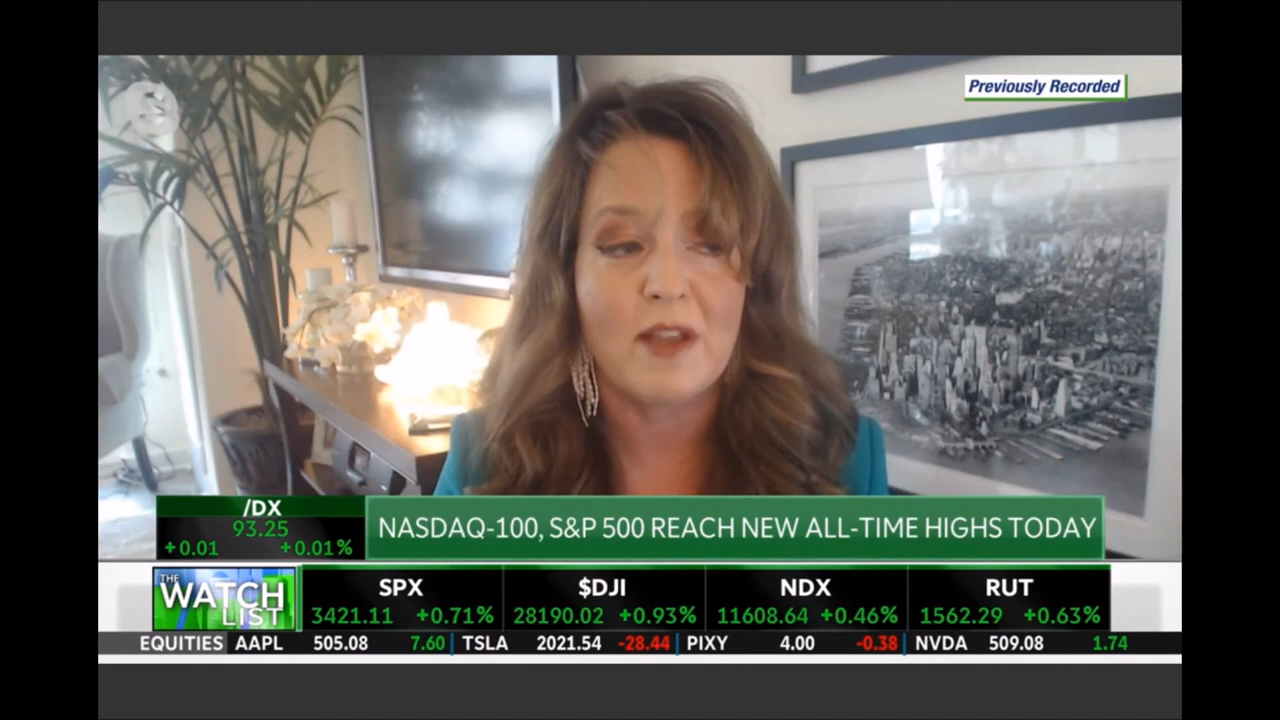 Previously Recorded
/DX
93.25
+0.01 +0.01%
NASDAQ-100, S&P 500 REACH NEW ALL-TIME HIGHS TODAY
THE
WATCH
LIST
SPX
3421.11 +0.71%
$DJI
28190.02 +0.93%
NDX
11608.64 +0.46%
RUT
1562.29 +0.63%
EQUITIES AAPL 505.08 7.60 TSLA 2021.54 -28.44 PIXY 4.00 -0.38 NVDA 509.08 1.74